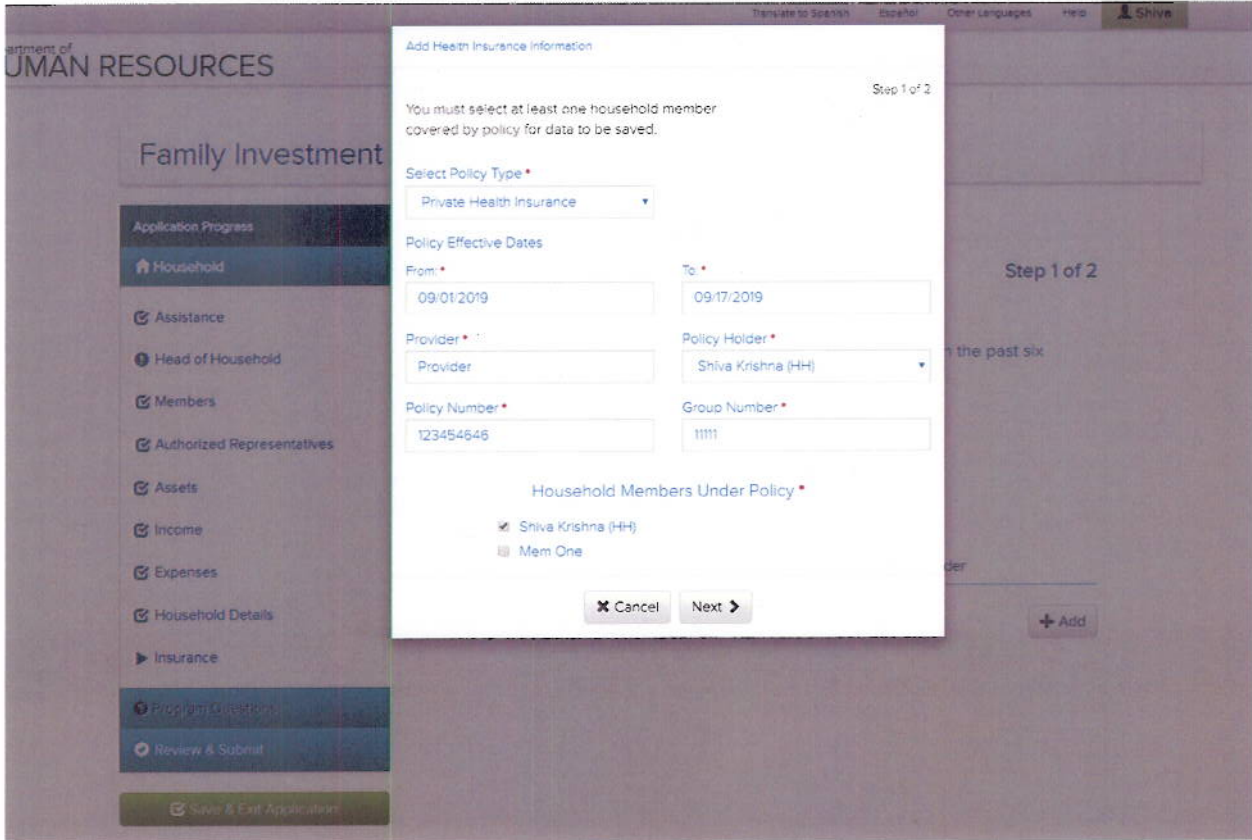 Translate to Spanish Español Other Languages Help Shiva
artment of
UMAN RESOURCES
Family Investment
Application Progress
Household
Assistance
Head of Household
Members
Authorized Representatives
Assets
Income
Expenses
Household Details
Insurance
Program Questions
Review & Submit
Save & Exit Application
Add Health Insurance Information
Step 1 of 2
You must select at least one household member
covered by policy for data to be saved.
Select Policy Type *
Private Health Insurance
Policy Effective Dates
From: * To: *
09/01/2019 09/17/2019
Provider * Policy Holder *
Provider Shiva Krishna (HH)
Policy Number * Group Number *
123454646 11111
Household Members Under Policy *
Shiva Krishna (HH)
Mem One
Cancel Next
Step 1 of 2
the past six
der
Add